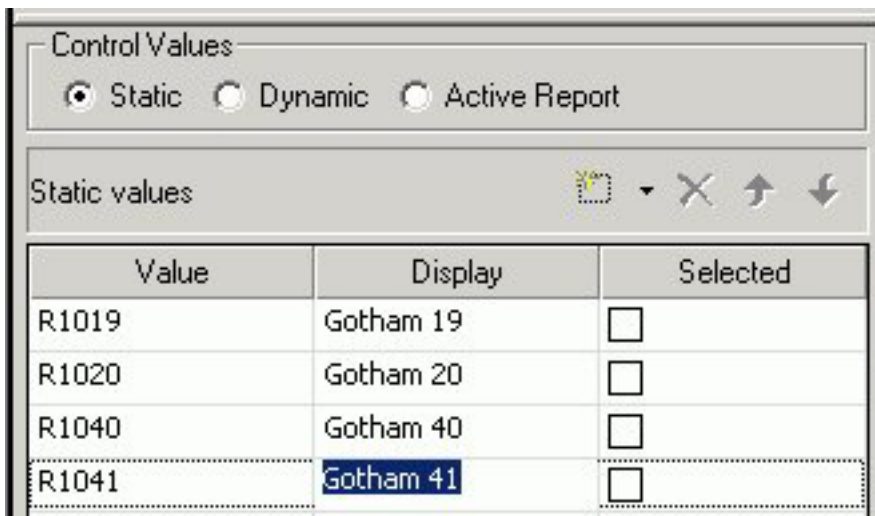 Control Values
Static Dynamic Active Report
Static values
Value Display Selected
R1019 Gotham 19
R1020 Gotham 20
R1040 Gotham 40
R1041 Gotham 41